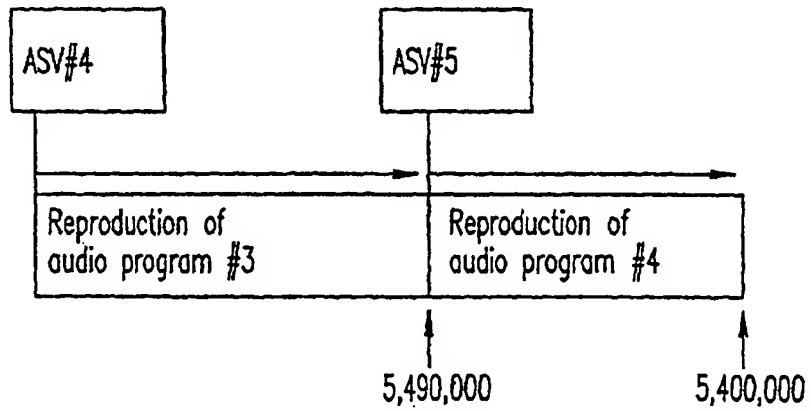 ASV#4
ASV#5
Reproduction of
audio program #3
Reproduction of
audio program #4
5,490,000
5,400,000